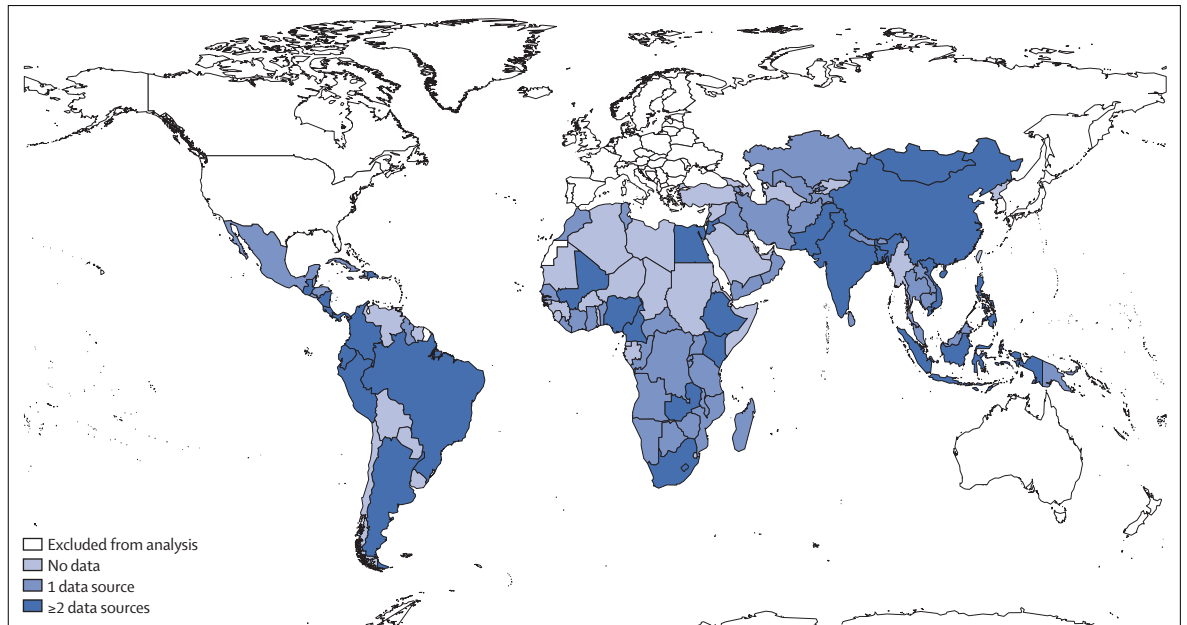 Excluded from analysis
No data
1 data source
≥2 data sources